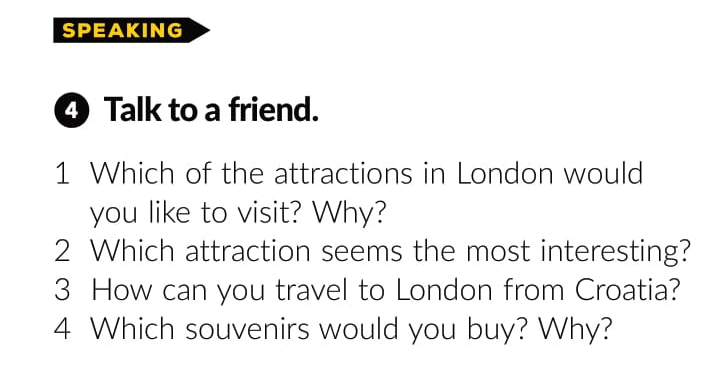 SPEAKING
4 Talk to a friend.
1 Which of the attractions in London would
you like to visit? Why?
2 Which attraction seems the most interesting?
3 How can you travel to London from Croatia?
4 Which souvenirs would you buy? Why?